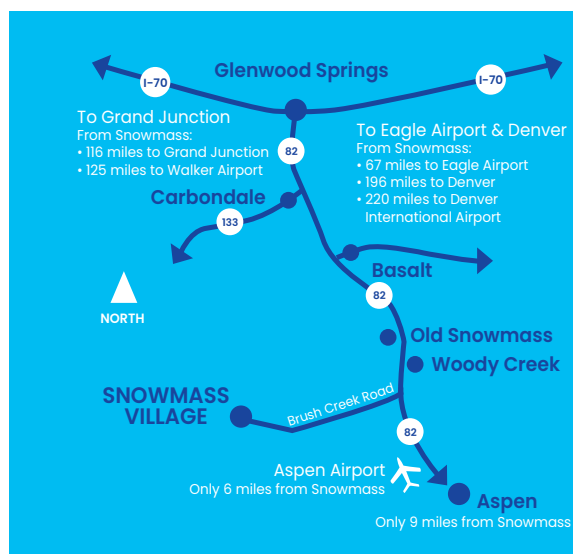 Glenwood Springs
I-70
I-70
To Grand Junction
From Snowmass:
• 116 miles to Grand Junction
• 125 miles to Walker Airport
82
To Eagle Airport & Denver
From Snowmass:
• 67 miles to Eagle Airport
• 196 miles to Denver
• 220 miles to Denver
International Airport
Carbondale
133
Basalt
82
NORTH
Old Snowmass
Woody Creek
SNOWMASS
VILLAGE
Brush Creek Road
82
Aspen Airport
Only 6 miles from Snowmass
Aspen
Only 9 miles from Snowmass